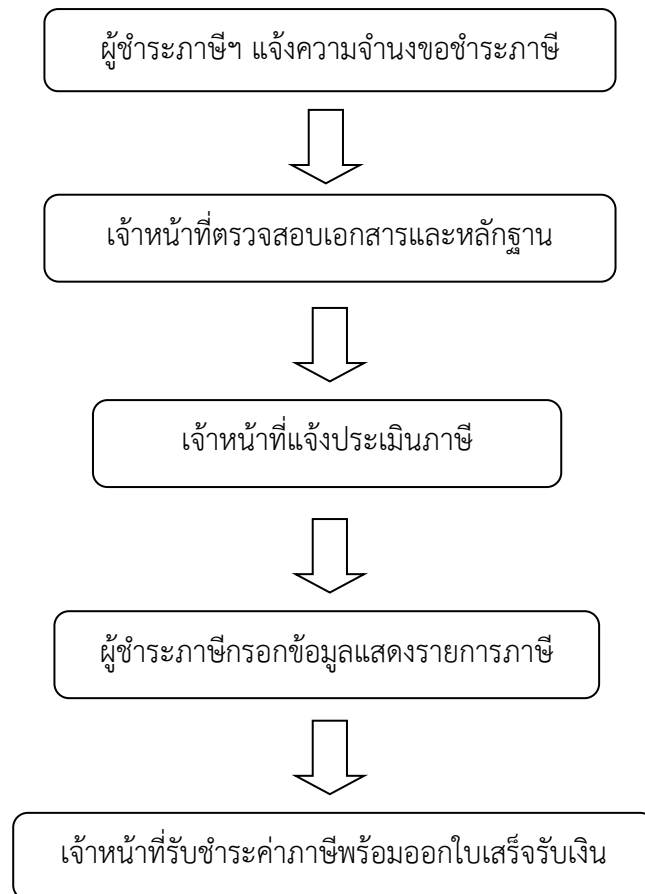 ผู้ชำระภาษีฯ แจ้งความจำนงขอชำระภาษี
เจ้าหน้าที่ตรวจสอบเอกสารและหลักฐาน
เจ้าหน้าที่แจ้งประเมินภาษี
ผู้ชำระภาษีกรอกข้อมูลแสดงรายการภาษี
เจ้าหน้าที่รับชำระค่าภาษีพร้อมออกใบเสร็จรับเงิน